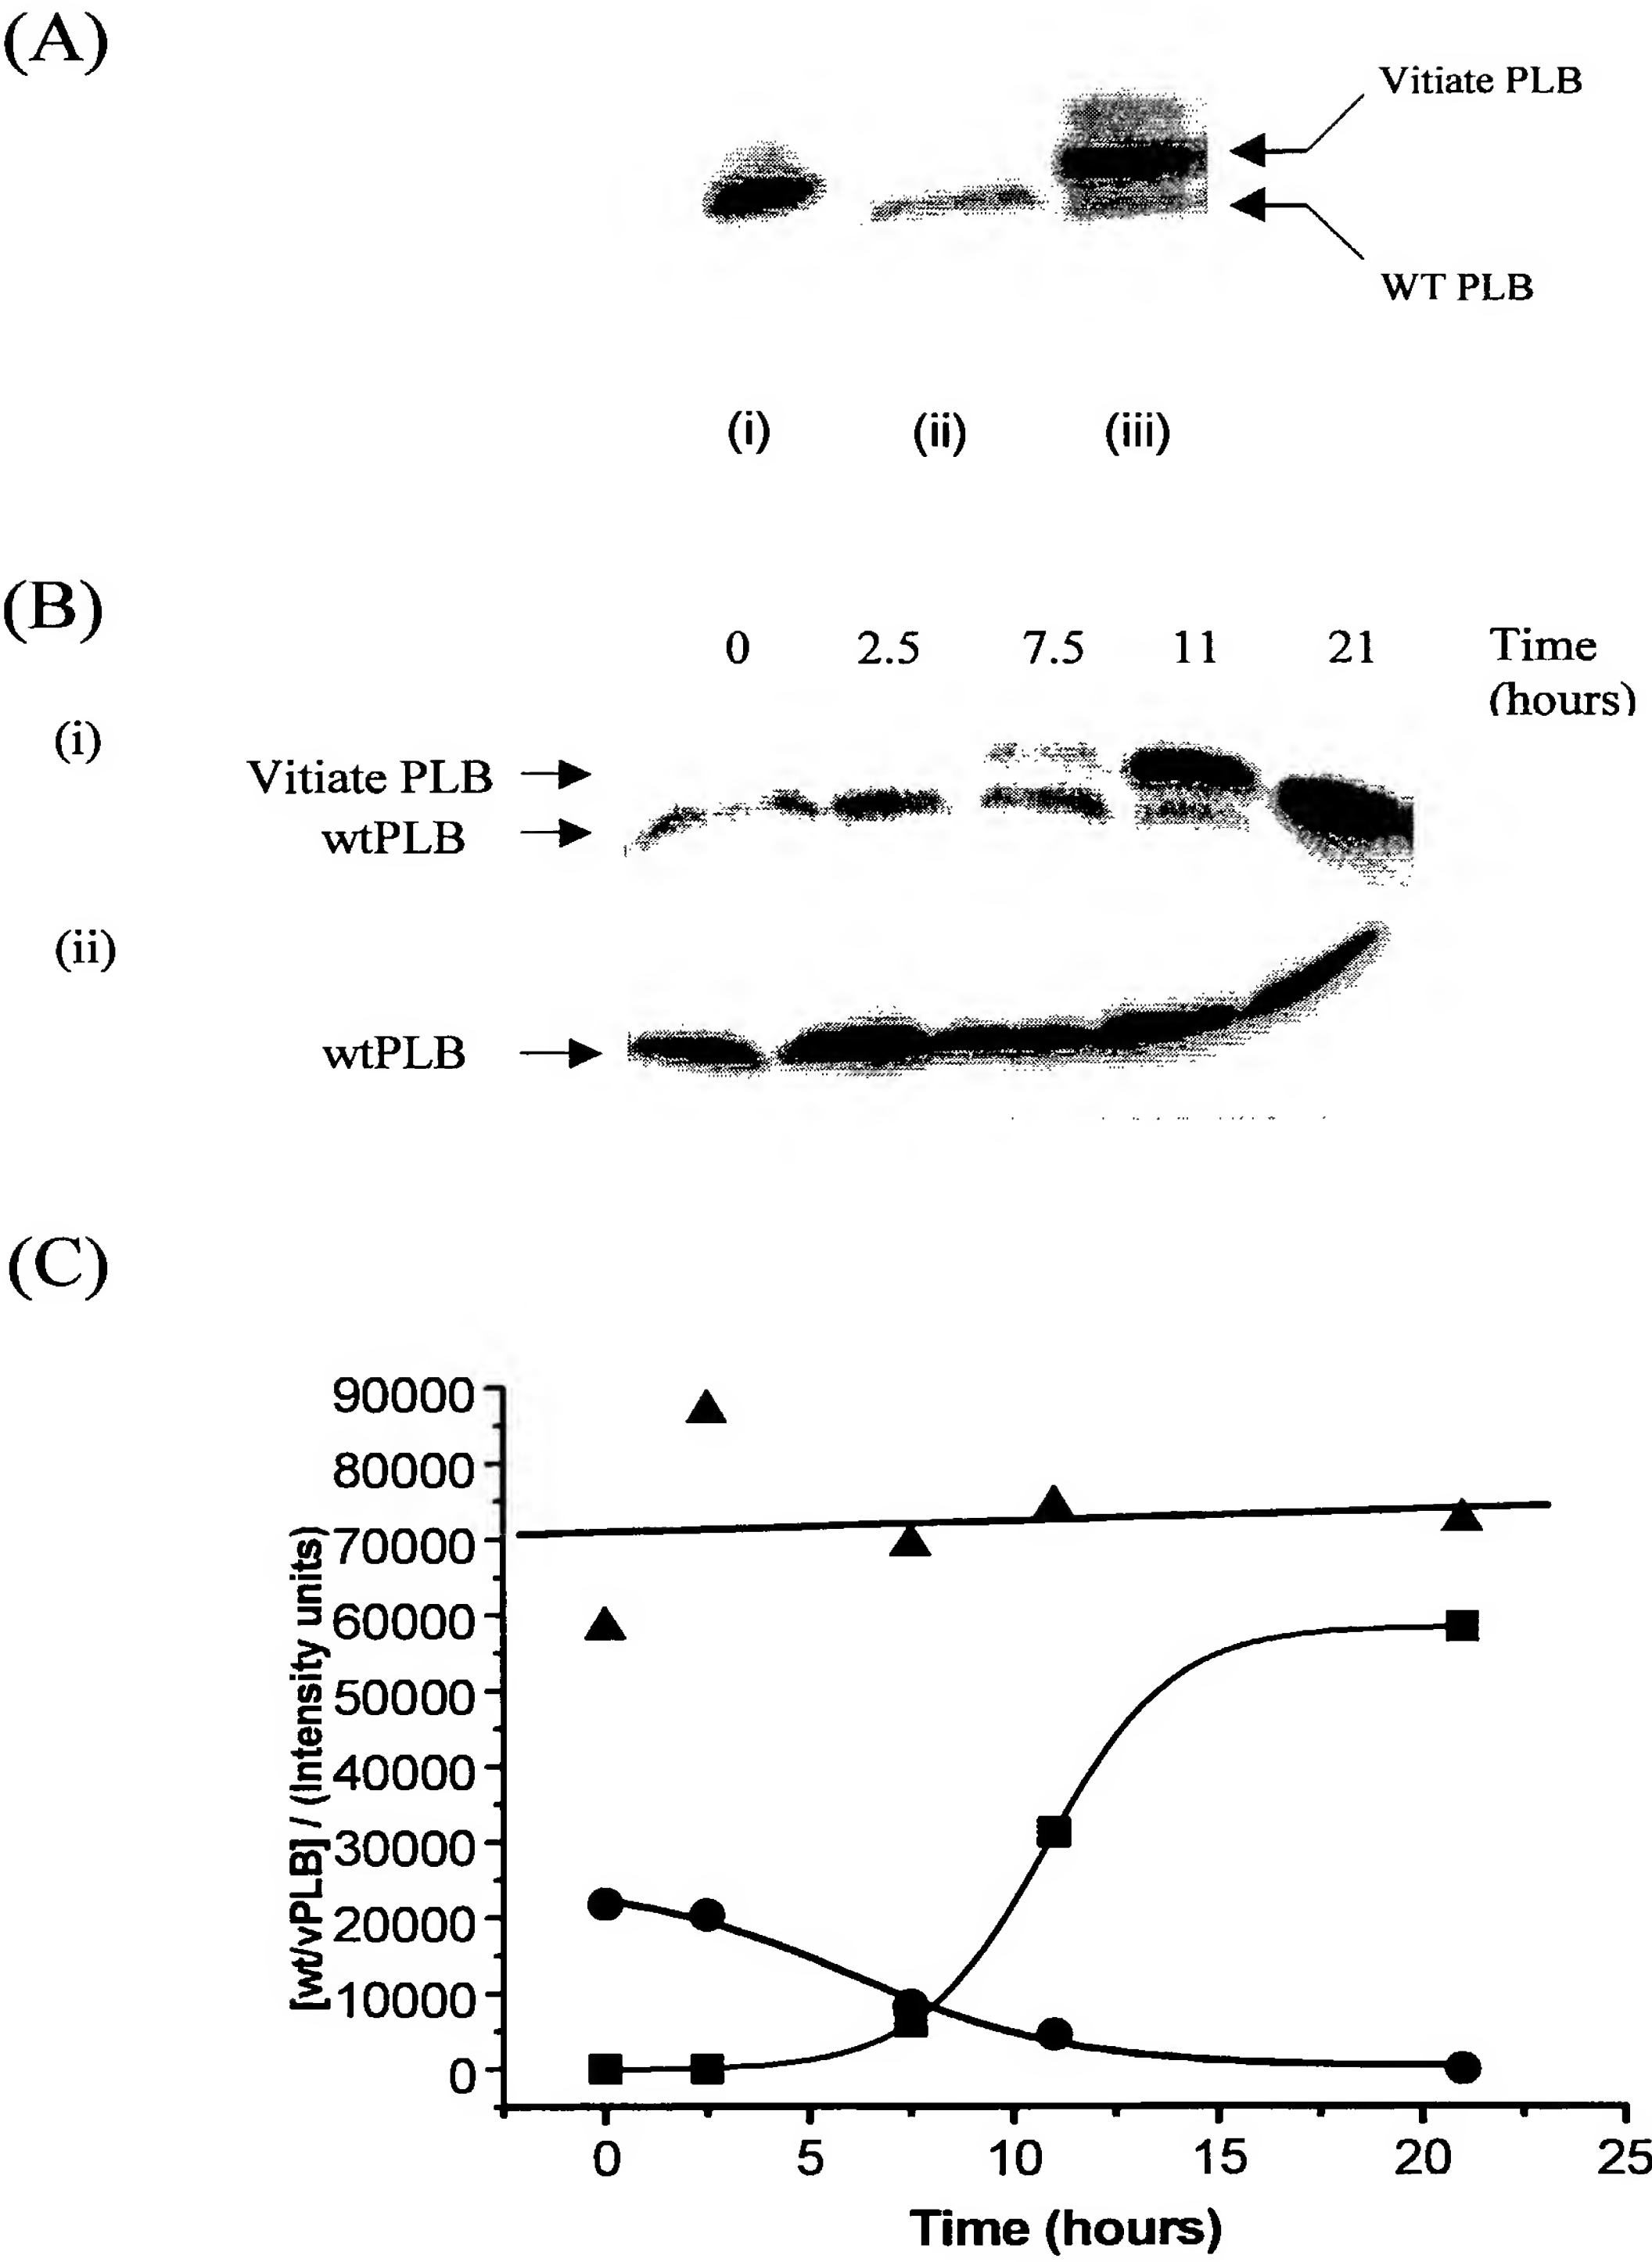 (A)
Vitiate PLB
WT PLB
(i) (ii) (iii)
(B)
0 2.5 7.5 11 21 Time
(hours)
(i)
Vitiate PLB
wtPLB
(ii)
wtPLB
(C)
90000
80000
70000
60000
50000
40000
30000
20000
10000
0
[wt/vPLB] / (Intensity units)
0 5 10 15 20 25
Time (hours)